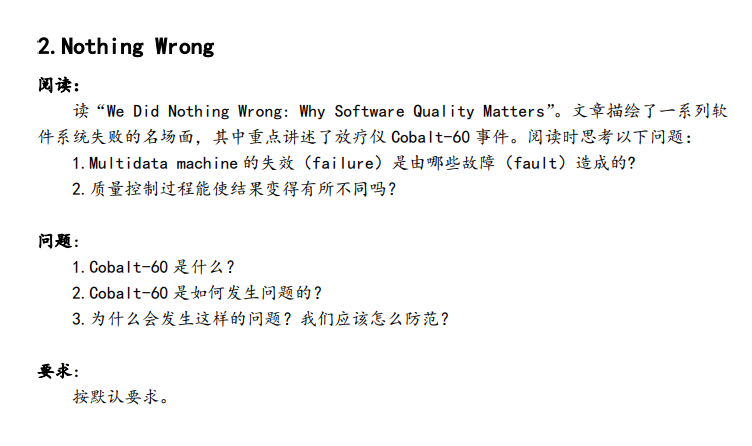 2.Nothing Wrong
阅读：
读“We Did Nothing Wrong: Why Software Quality Matters”。文章描绘了一系列软
件系统失败的名场面，其中重点讲述了放疗仪 Cobalt-60 事件。阅读时思考以下问题：
1.Multidata machine 的失效（failure）是由哪些故障（fault）造成的?
2.质量控制过程能使结果变得有所不同吗?
问题:
1.Cobalt-60 是什么?
2.Cobalt-60 是如何发生问题的?
3.为什么会发生这样的问题? 我们应该怎么防范?
要求:
按默认要求。